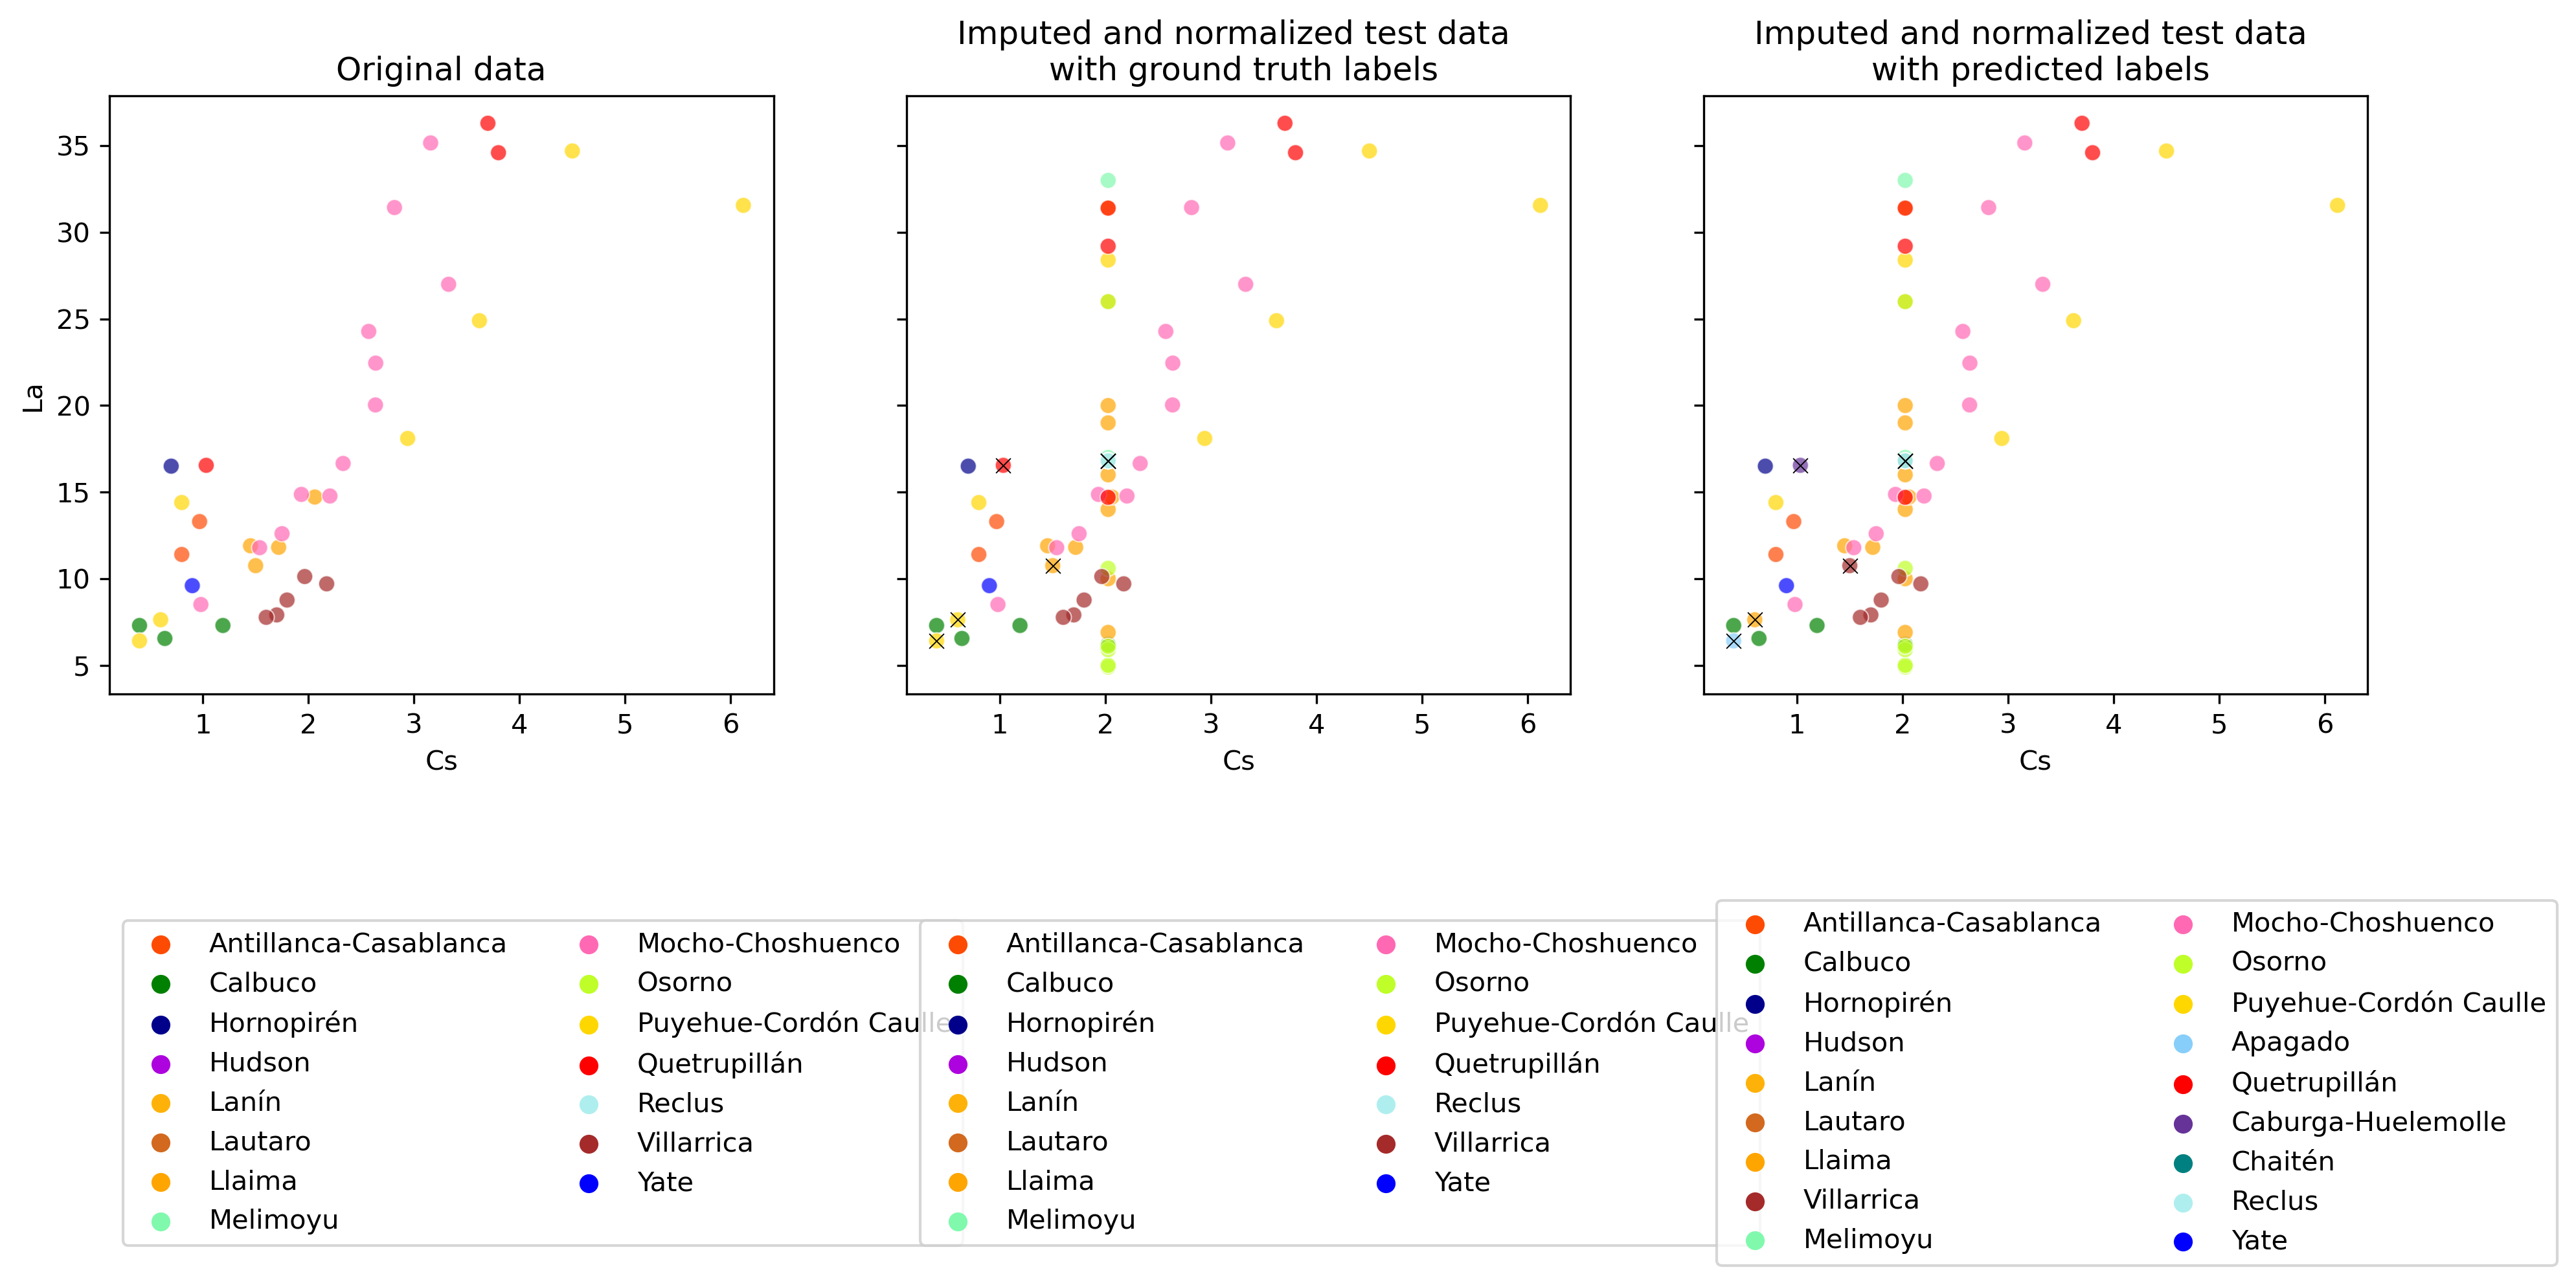 Original data
Imputed and normalized test data
with ground truth labels
Imputed and normalized test data
with predicted labels
La
35
30
25
20
15
10
5
1 2 3 4 5 6
Cs
1 2 3 4 5 6
Cs
1 2 3 4 5 6
Cs
Antillanca-Casablanca
Calbuco
Hornopirén
Hudson
Lanín
Lautaro
Llaima
Melimoyu
Mocho-Choshuenco
Osorno
Puyehue-Cordón Caulle
Quetrupillán
Reclus
Villarrica
Yate
Antillanca-Casablanca
Calbuco
Hornopirén
Hudson
Lanín
Lautaro
Llaima
Melimoyu
Mocho-Choshuenco
Osorno
Puyehue-Cordón Caulle
Quetrupillán
Reclus
Villarrica
Yate
Antillanca-Casablanca
Calbuco
Hornopirén
Hudson
Lanín
Lautaro
Llaima
Villarrica
Melimoyu
Mocho-Choshuenco
Osorno
Puyehue-Cordón Caulle
Apagado
Quetrupillán
Caburga-Huelemolle
Chaitén
Reclus
Yate